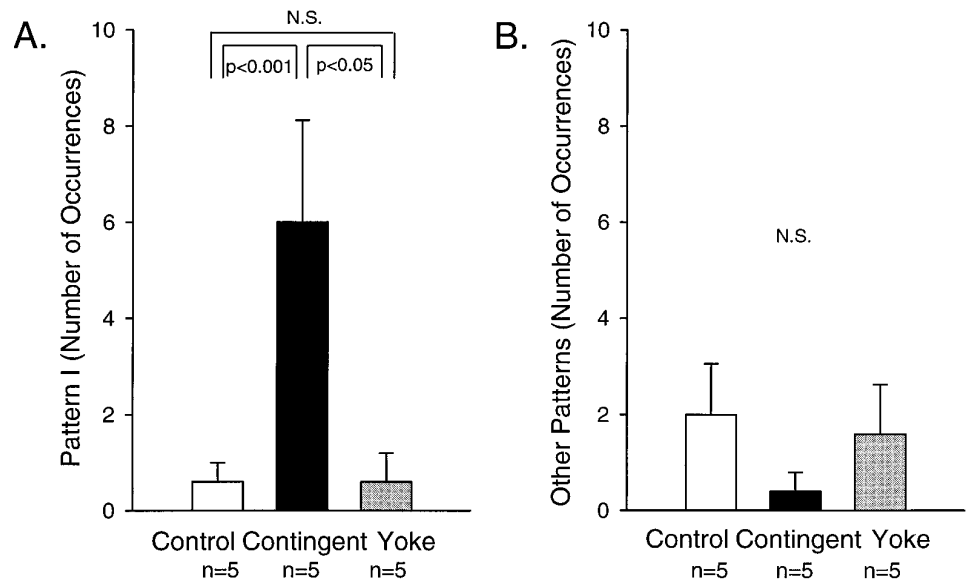 A.
Pattern I (Number of Occurrences)
10
8
6
4
2
0
N.S.
p<0.001
p<0.05
Control Contingent Yoke
n=5 n=5 n=5
B.
Other Patterns (Number of Occurrences)
10
8
6
4
2
0
N.S.
Control Contingent Yoke
n=5 n=5 n=5